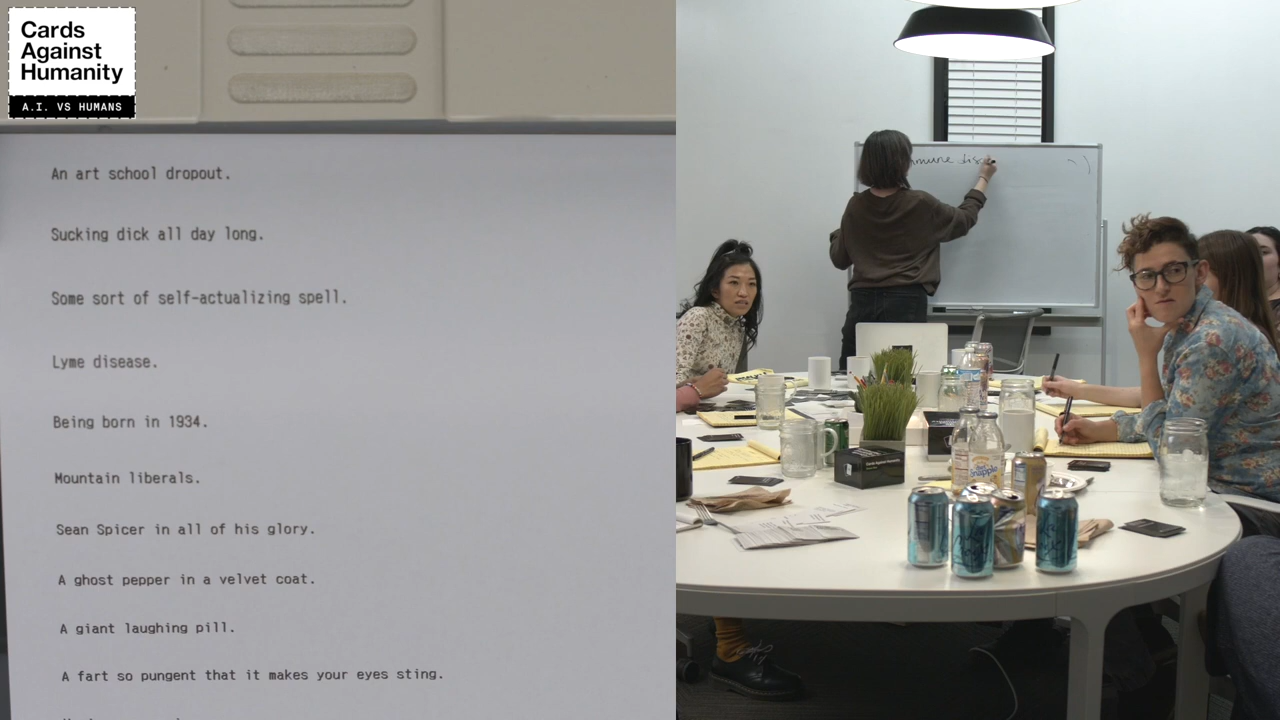 Cards
Against
Humanity
A.I. VS HUMANS
An art school dropout.
Sucking dick all day long.
Some sort of self-actualizing spell.
Lyme disease.
Being born in 1934.
Mountain liberals.
Sean Spicer in all of his glory.
A ghost pepper in a velvet coat.
A giant laughing pill.
A fart so pungent that it makes your eyes sting.
Snapple